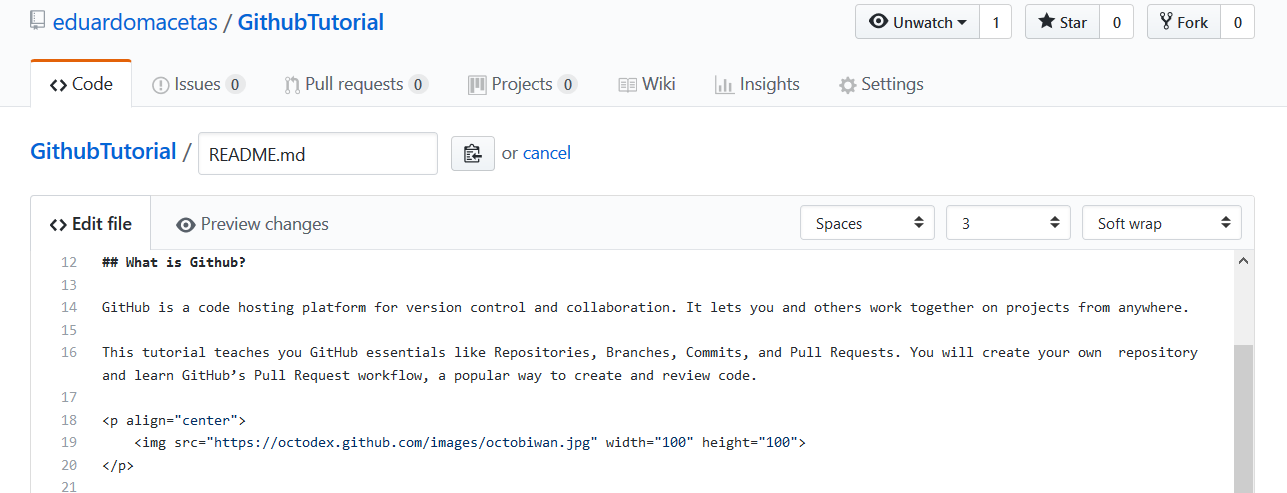 eduardomacetas / GithubTutorial
Unwatch 1 Star 0 Fork 0
Code Issues 0 Pull requests 0 Projects 0 Wiki Insights Settings
GithubTutorial / README.md or cancel
<> Edit file Preview changes Spaces 3 Soft wrap
12 ## What is Github?
13
14 GitHub is a code hosting platform for version control and collaboration. It lets you and others work together on projects from anywhere.
15
16 This tutorial teaches you GitHub essentials like Repositories, Branches, Commits, and Pull Requests. You will create your own  repository
and learn GitHub’s Pull Request workflow, a popular way to create and review code.
17
18 <p align="center">
19     <img src="https://octodex.github.com/images/octobiwan.jpg" width="100" height="100">
20 </p>
21